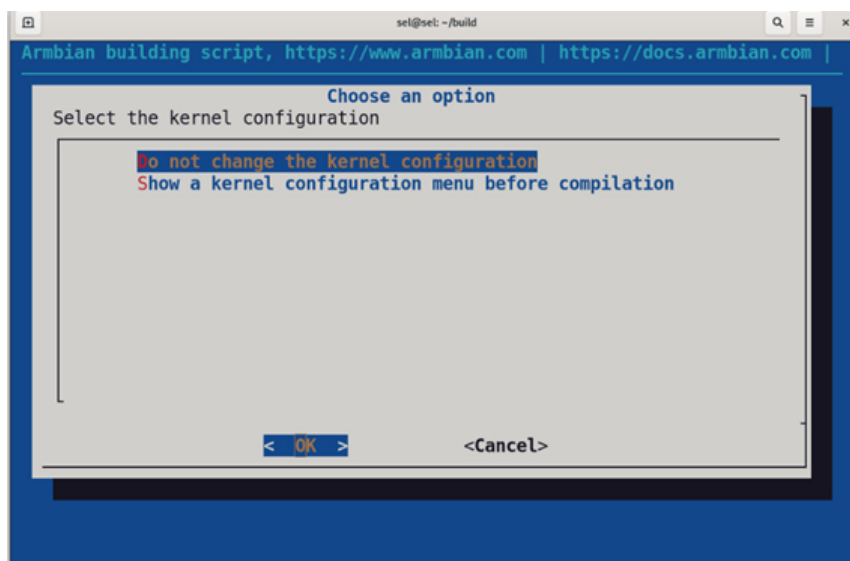 sel@sel: ~/build
Armbian building script, https://www.armbian.com | https://docs.armbian.com |
Choose an option
Select the kernel configuration
Do not change the kernel configuration
Show a kernel configuration menu before compilation
< OK > <Cancel>